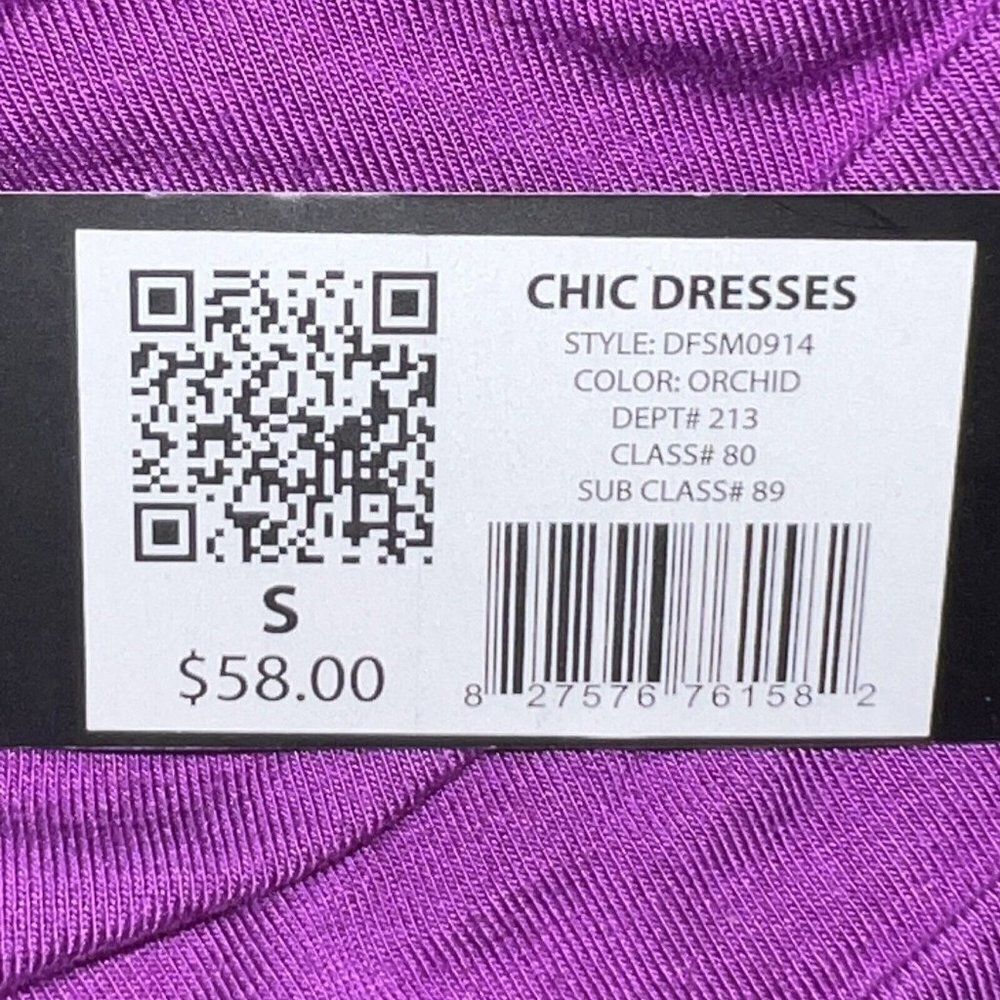 CHIC DRESSES
STYLE: DFSM0914
COLOR: ORCHID
DEPT# 213
CLASS# 80
SUB CLASS# 89
S
$58.00
8 27576 76158 2